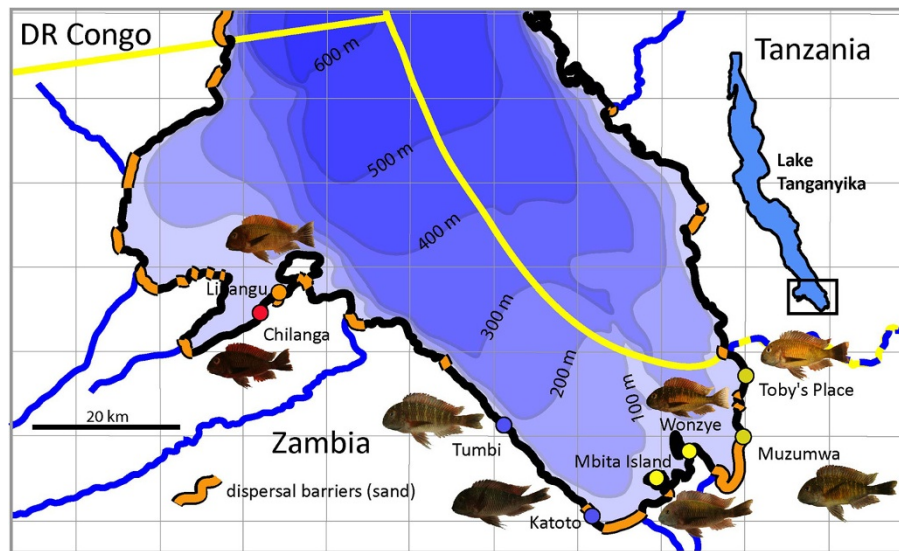 DR Congo
Tanzania
600 m
500 m
400 m
300 m
200 m
100 m
Lake
Tanganyika
Chilanga
20 km
Zambia
Tumbi
Wonzye
Mbita Island
Toby's Place
Muzumwa
Katoto
dispersal barriers (sand)